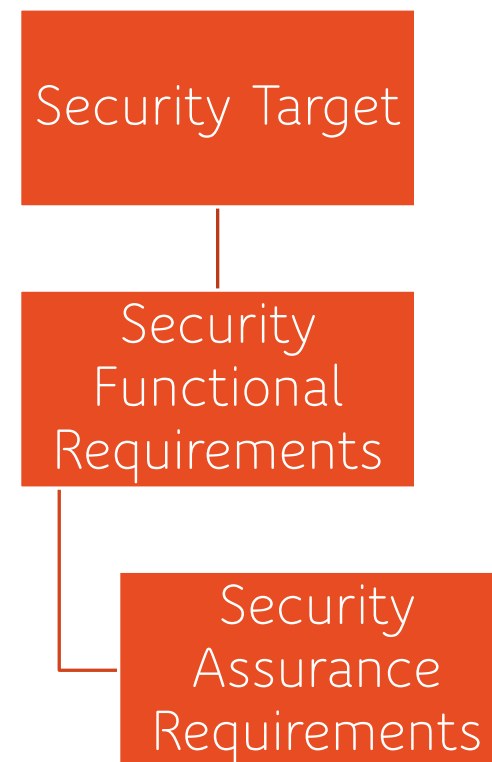 Security Target
Security
Functional
Requirements
Security
Assurance
Requirements